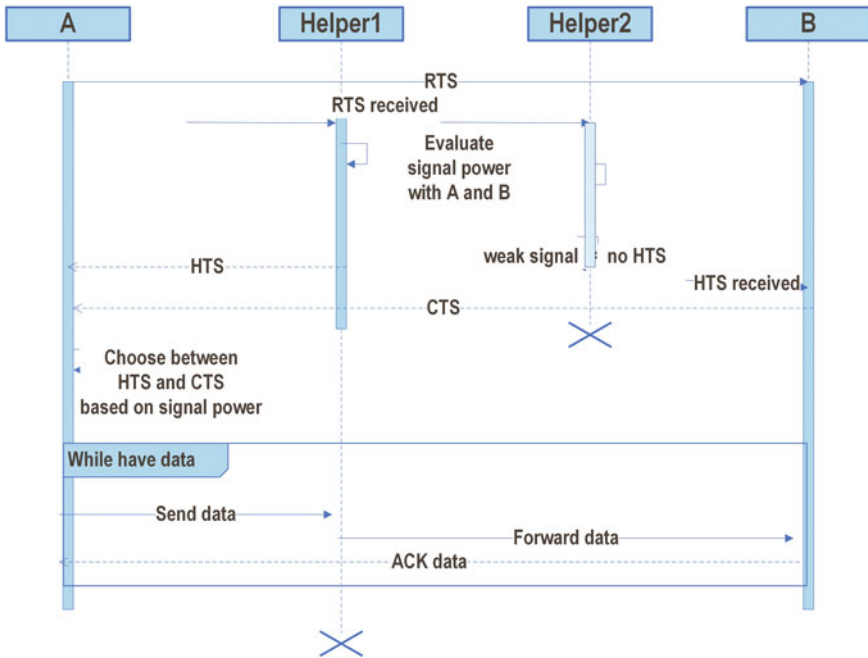 A
Helper1
Helper2
B
RTS
RTS received
Evaluate
signal power
with A and B
weak signal
no HTS
HTS
HTS received
CTS
Choose between
HTS and CTS
based on signal power
While have data
Send data
Forward data
ACK data